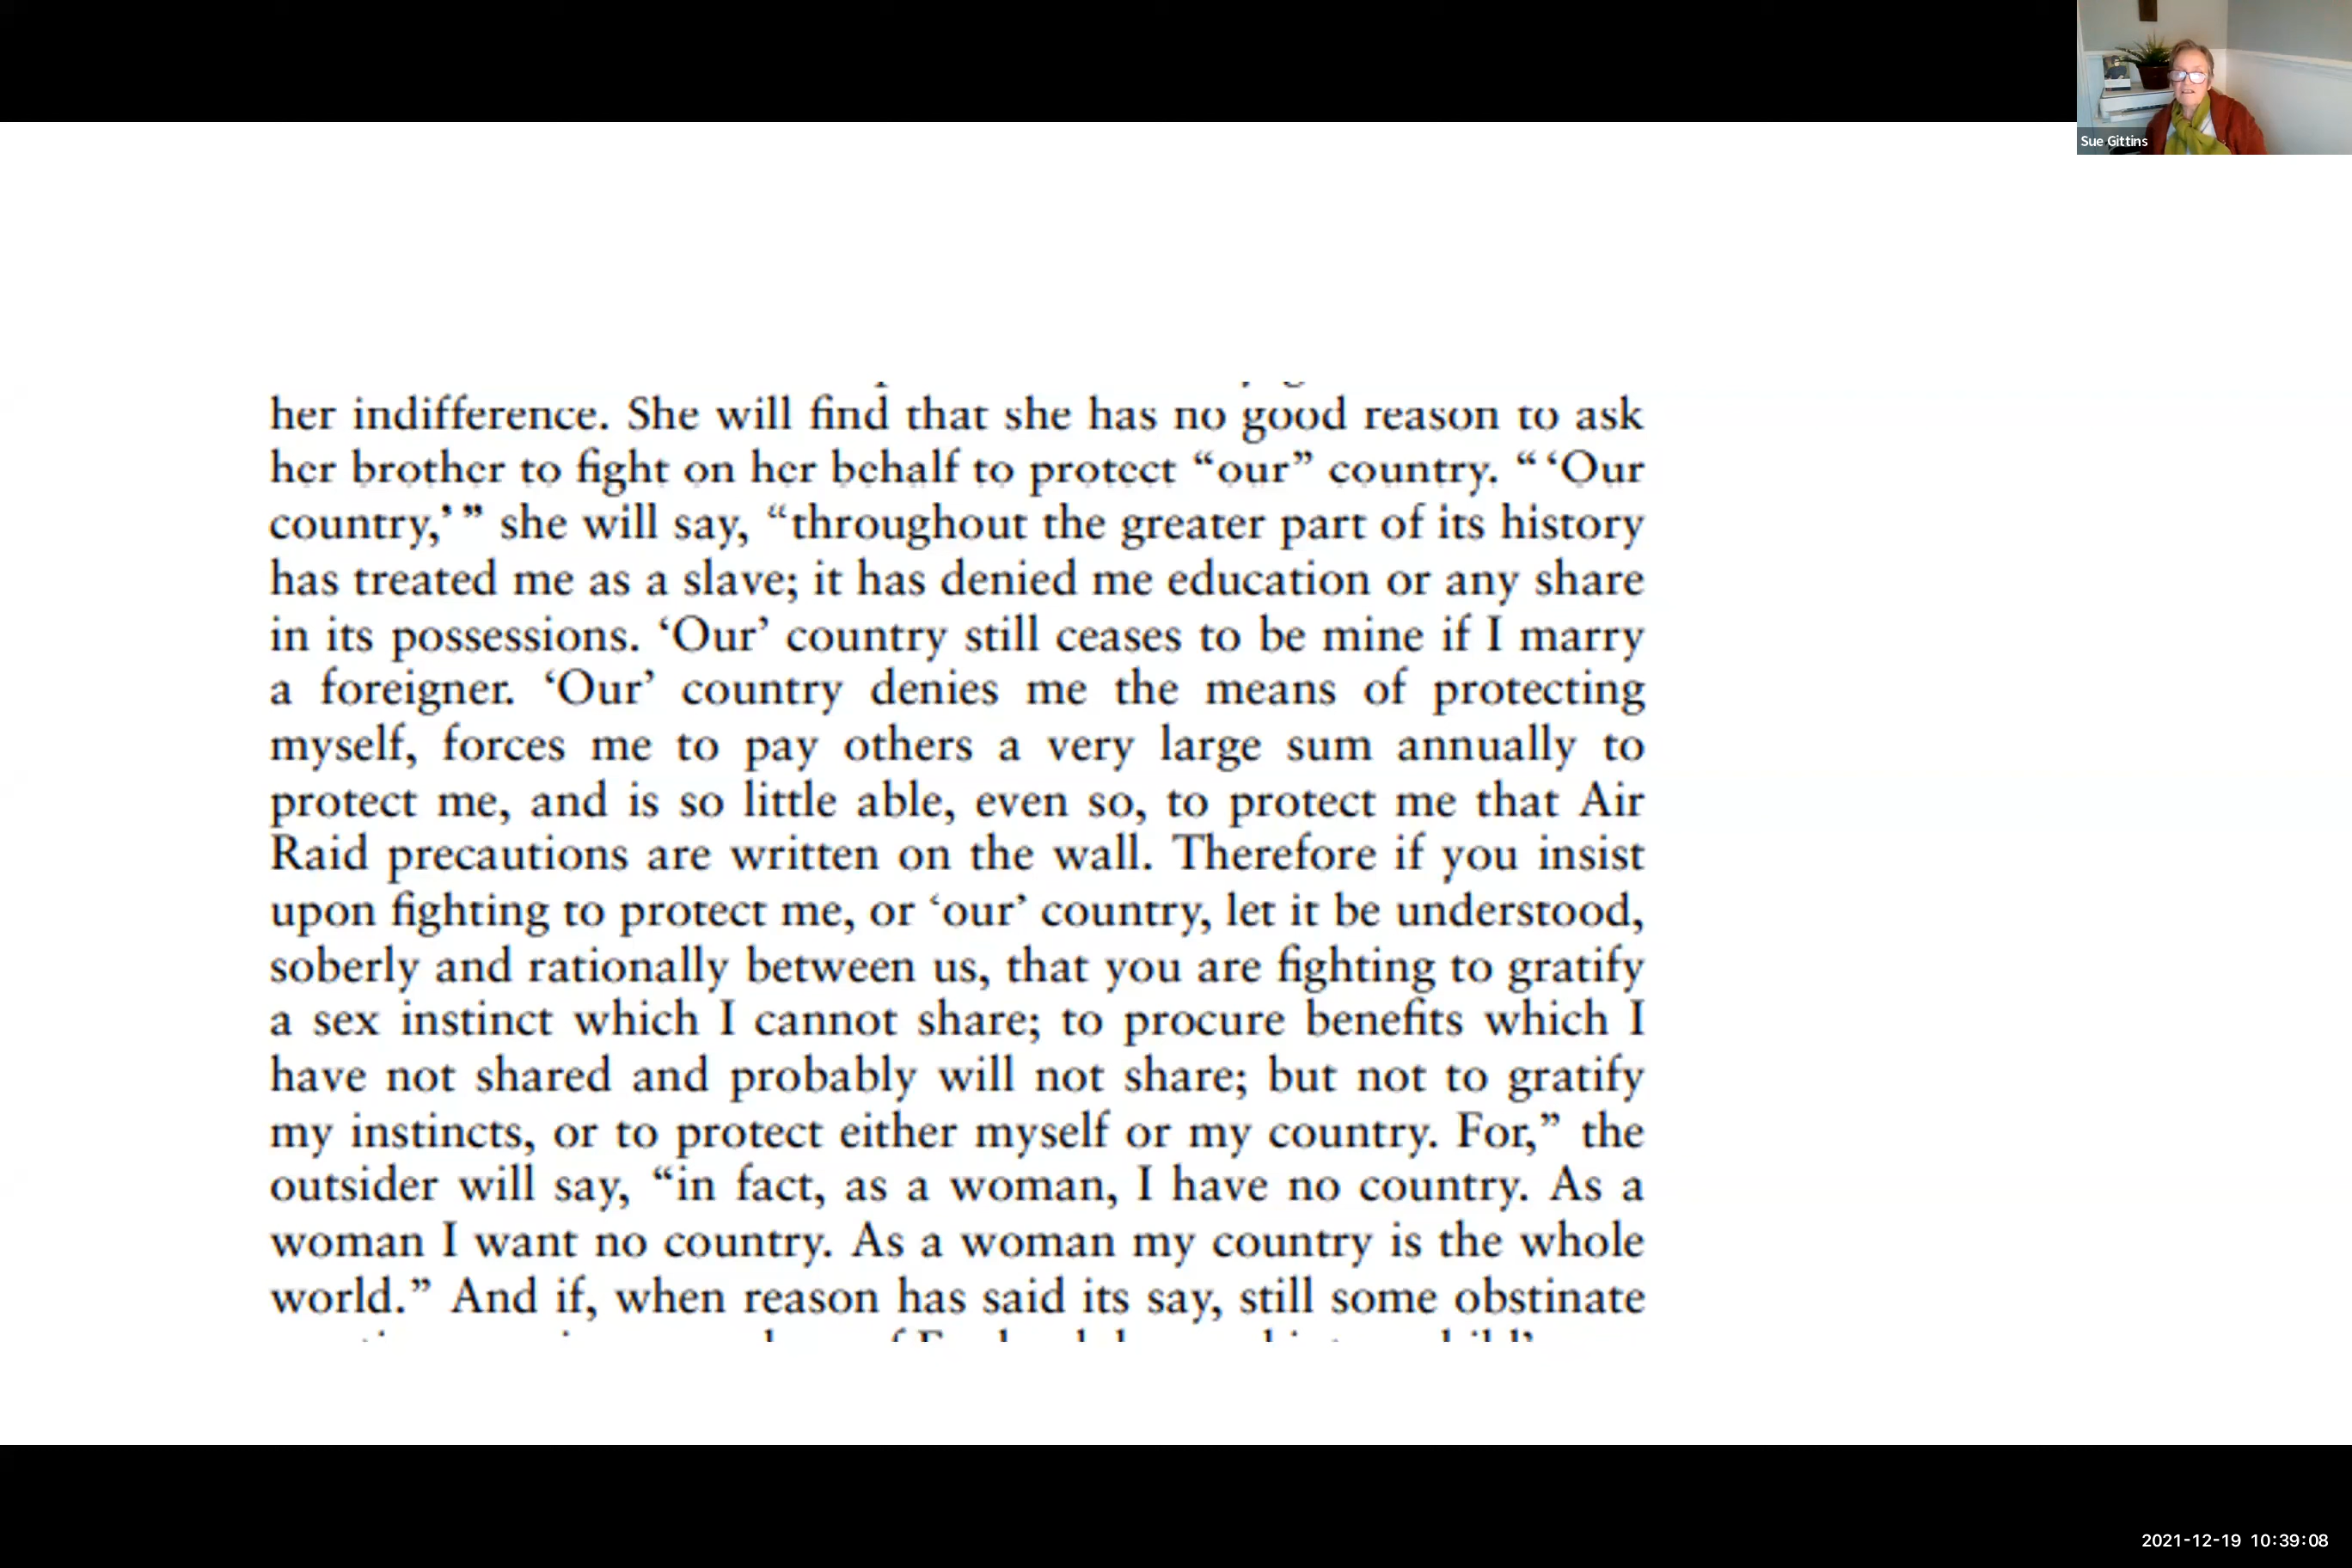 Sue Gittins
her indifference. She will find that she has no good reason to ask
her brother to fight on her behalf to protect “our” country. “ ‘Our
country,’ ” she will say, “throughout the greater part of its history
has treated me as a slave; it has denied me education or any share
in its possessions. ‘Our’ country still ceases to be mine if I marry
a foreigner. ‘Our’ country denies me the means of protecting
myself, forces me to pay others a very large sum annually to
protect me, and is so little able, even so, to protect me that Air
Raid precautions are written on the wall. Therefore if you insist
upon fighting to protect me, or ‘our’ country, let it be understood,
soberly and rationally between us, that you are fighting to gratify
a sex instinct which I cannot share; to procure benefits which I
have not shared and probably will not share; but not to gratify
my instincts, or to protect either myself or my country. For,” the
outsider will say, “in fact, as a woman, I have no country. As a
woman I want no country. As a woman my country is the whole
world.” And if, when reason has said its say, still some obstinate
2021-12-19 10:39:08